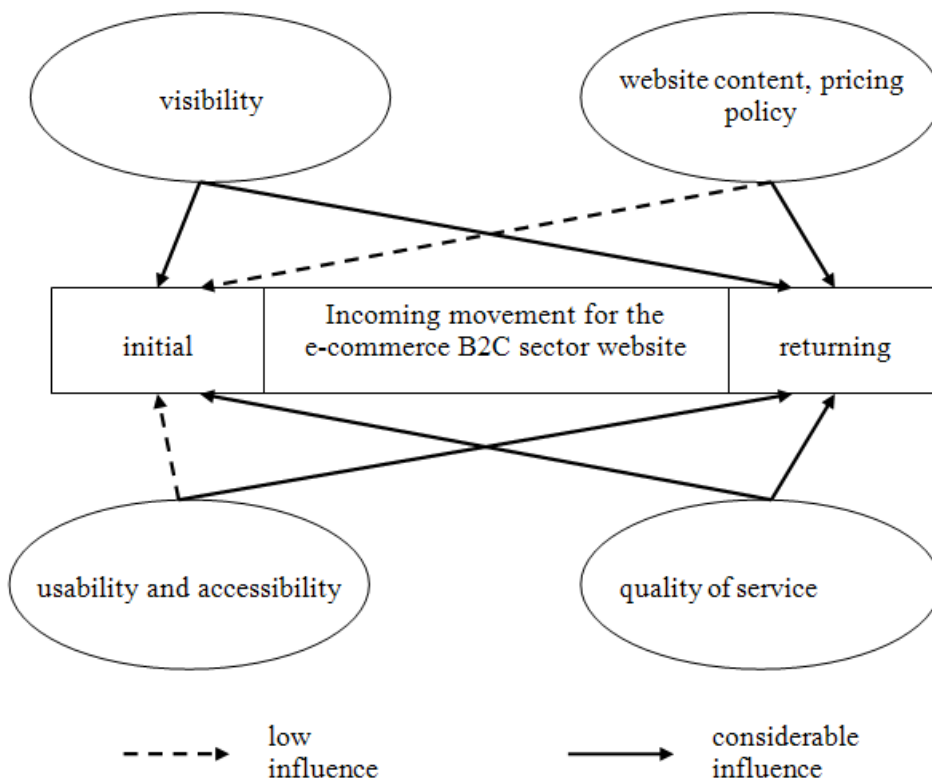 visibility
website content, pricing
policy
initial
Incoming movement for the
e-commerce B2C sector website
returning
usability and accessibility
quality of service
low
influence
considerable
influence